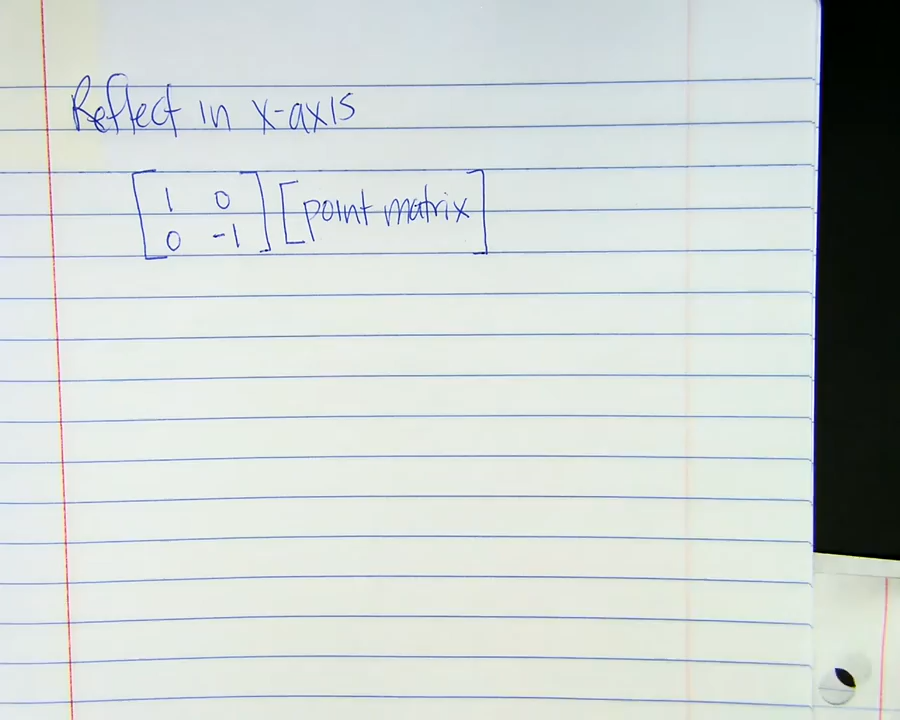 Reflect in x-axis
[1 0
0 -1] [point matrix]